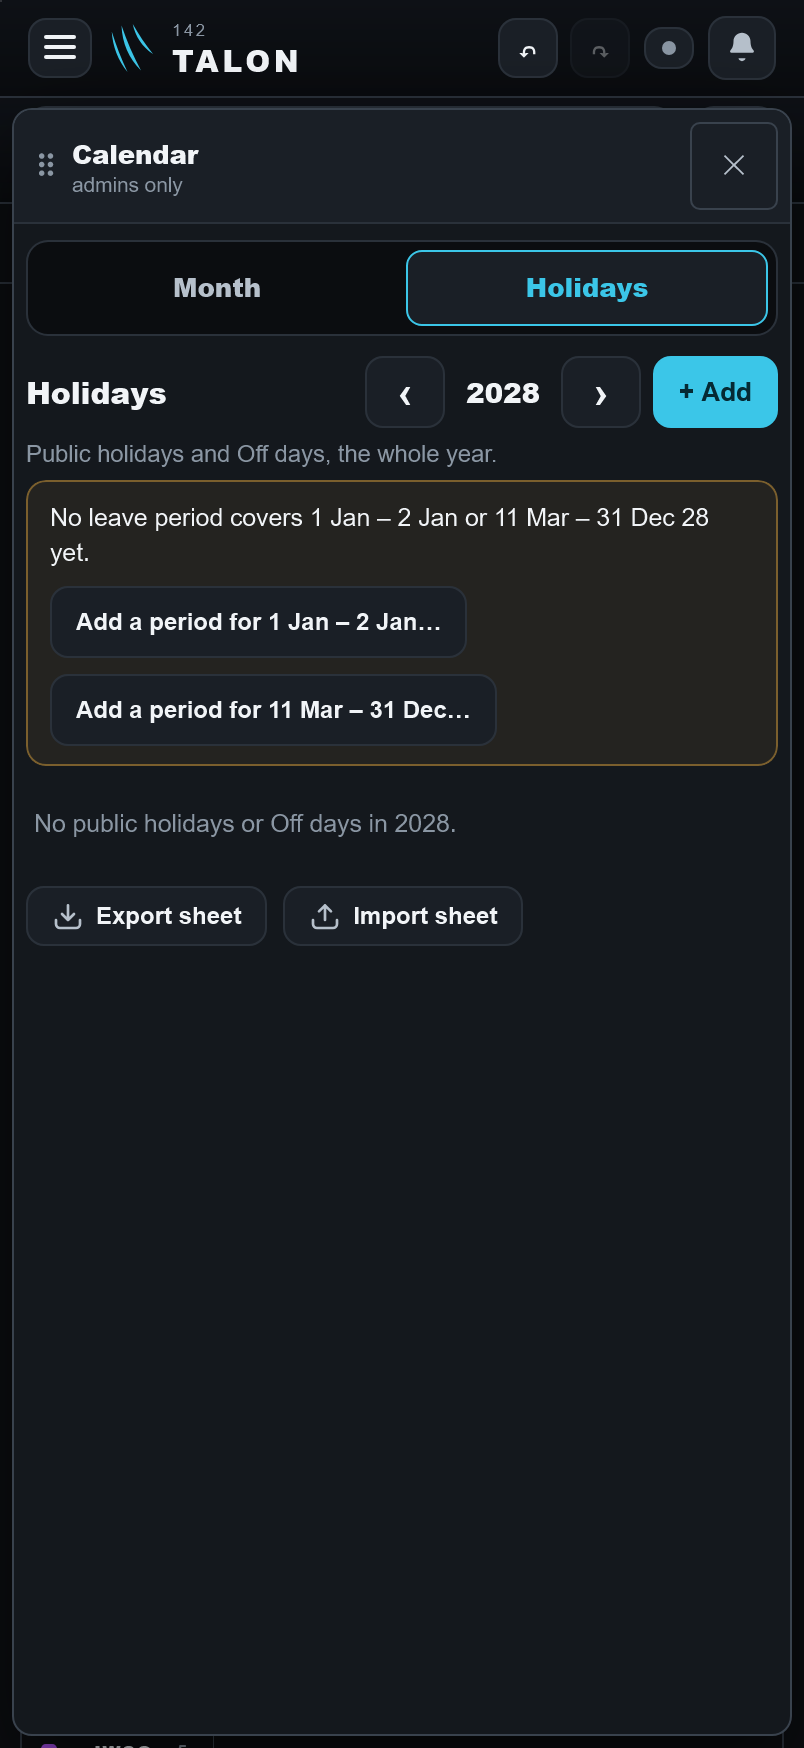 142
TALON
Calendar
admins only
Month
Holidays
Holidays
‹
2028
›
+ Add
Public holidays and Off days, the whole year.
No leave period covers 1 Jan – 2 Jan or 11 Mar – 31 Dec 28
yet.
Add a period for 1 Jan – 2 Jan…
Add a period for 11 Mar – 31 Dec…
No public holidays or Off days in 2028.
Export sheet
Import sheet